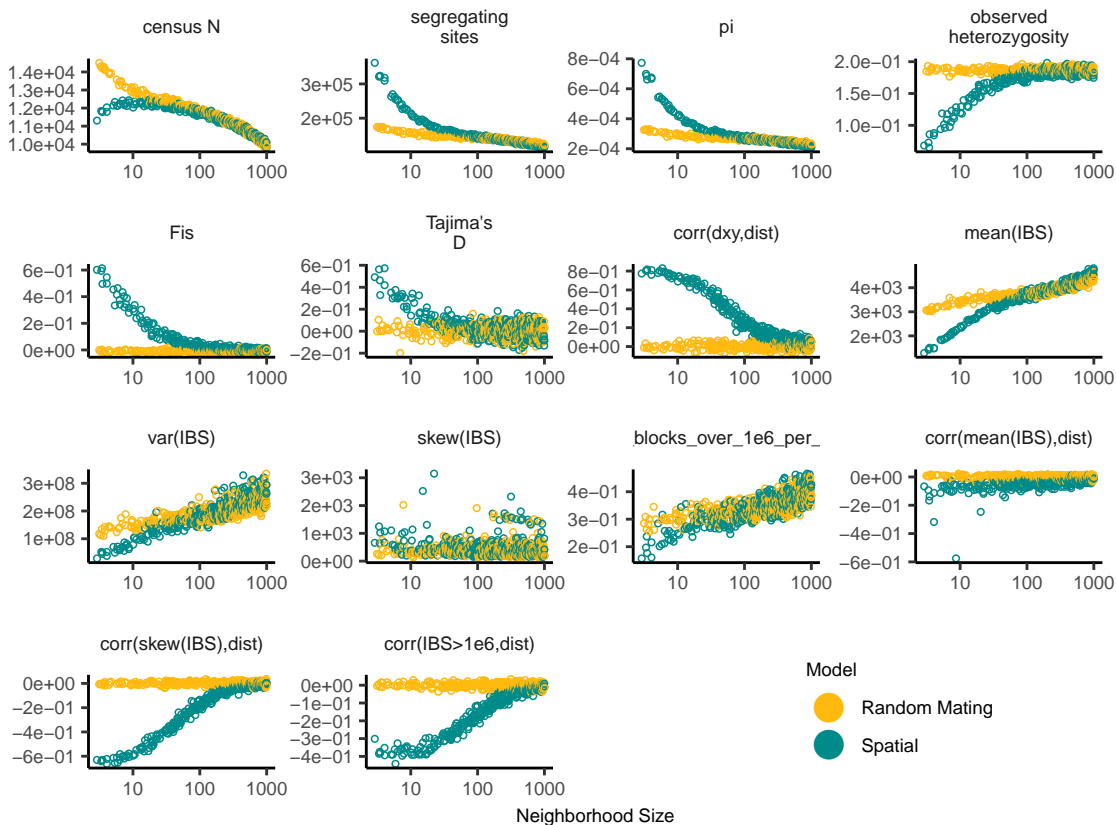 census N
segregating
sites
pi
observed
heterozygosity
1.4e+04
1.3e+04
1.2e+04
1.1e+04
1.0e+04
10 100 1000
3e+05
2e+05
10 100 1000
8e-04
6e-04
4e-04
2e-04
10 100 1000
2.0e-01
1.5e-01
1.0e-01
10 100 1000
Fis
Tajima's
D
corr(dxy,dist)
mean(IBS)
6e-01
4e-01
2e-01
0e+00
10 100 1000
6e-01
4e-01
2e-01
0e+00
−2e-01
10 100 1000
8e-01
6e-01
4e-01
2e-01
0e+00
10 100 1000
4e+03
3e+03
2e+03
10 100 1000
var(IBS)
skew(IBS)
_blocks_over_1e6_per_
corr(mean(IBS),dist)
3e+08
2e+08
1e+08
10 100 1000
3e+03
2e+03
1e+03
0e+00
10 100 1000
4e-01
3e-01
2e-01
10 100 1000
0e+00
−2e-01
−4e-01
−6e-01
10 100 1000
corr(skew(IBS),dist)
corr(IBS>1e6,dist)
0e+00
−2e-01
−4e-01
−6e-01
10 100 1000
0e+00
−1e-01
−2e-01
−3e-01
−4e-01
10 100 1000
Model
Random Mating
Spatial
Neighborhood Size